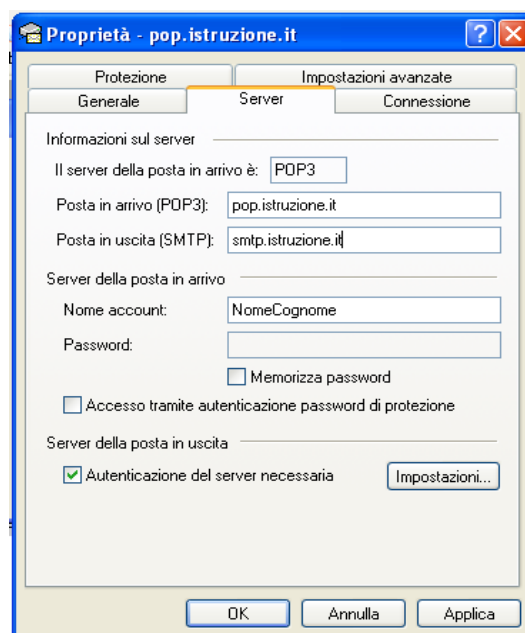 Proprietà - pop.istruzione.it
Protezione Impostazioni avanzate
Generale Server Connessione
Informazioni sul server
Il server della posta in arrivo è: POP3
Posta in arrivo (POP3): pop.istruzione.it
Posta in uscita (SMTP): smtp.istruzione.it
Server della posta in arrivo
Nome account: NomeCognome
Password:
Memorizza password
Accesso tramite autenticazione password di protezione
Server della posta in uscita
Autenticazione del server necessaria Impostazioni...
OK Annulla Applica